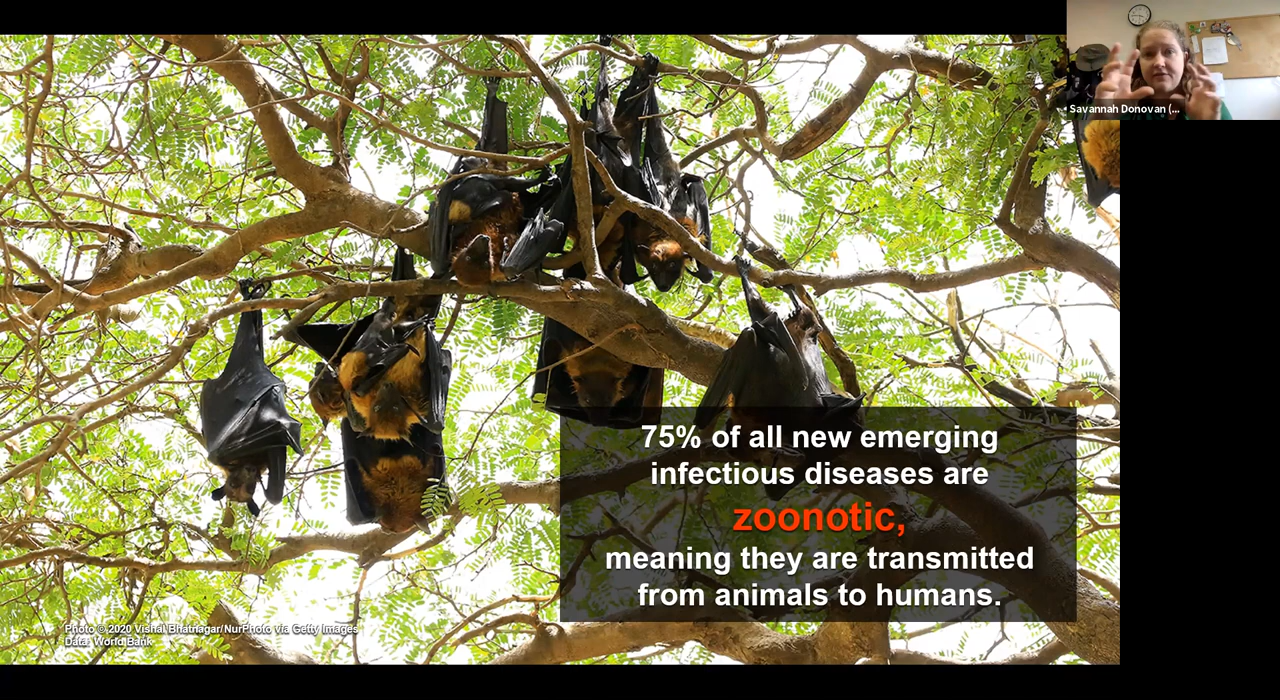 Savannah Donovan (...
75% of all new emerging
infectious diseases are
zoonotic,
meaning they are transmitted
from animals to humans.
Photo © 2020 Vishal Bhatnagar/NurPhoto via Getty Images
Data: World Bank